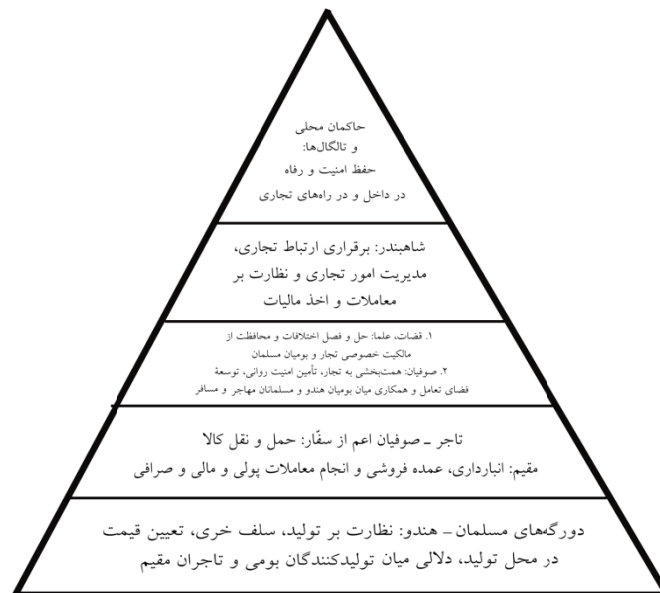 حاکمان محلی
و تالگال‌ها:
حفظ امنیت و رفاه
در داخل و در راه‌های تجاری
شاهبندر: برقراری ارتباط تجاری،
مدیریت امور تجاری و نظارت بر
معاملات و اخذ مالیات
۱. قضات، علما: حل و فصل اختلافات و محافظت از
مالکیت خصوصی تجار و بومیان مسلمان
۲. صوفیان: همت‌بخشی به تجار، تأمین امنیت روانی، توسعهٔ
فضای تعامل و همکاری میان بومیان هندو و مسلمانان مهاجر و مسافر
تاجر ـ صوفیان اعم از سفّار: حمل و نقل کالا
مقیم: انبارداری، عمده فروشی و انجام معاملات پولی و مالی و صرافی
دورگه‌های مسلمان ـ هندو: نظارت بر تولید، سلف خری، تعیین قیمت
در محل تولید، دلالی میان تولیدکنندگان بومی و تاجران مقیم